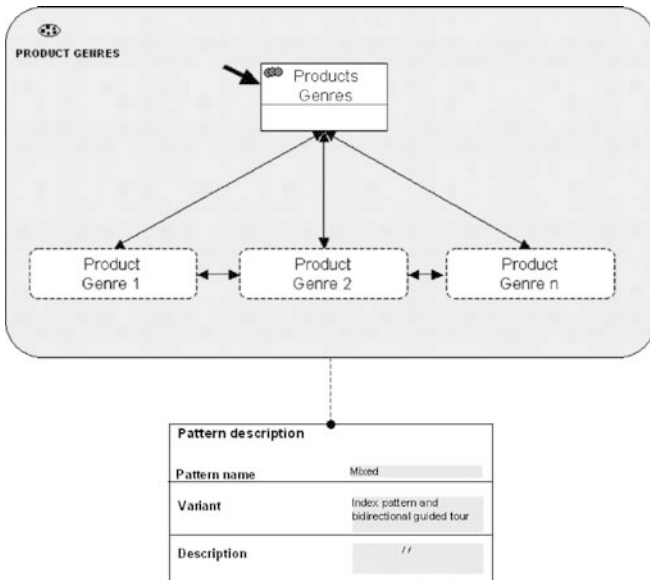 PRODUCT GENRES
Products
Genres
Product
Genre 1
Product
Genre 2
Product
Genre n
Pattern description
Pattern name
Mixed
Variant
Index pattern and
bidirectional guided tour
Description
//